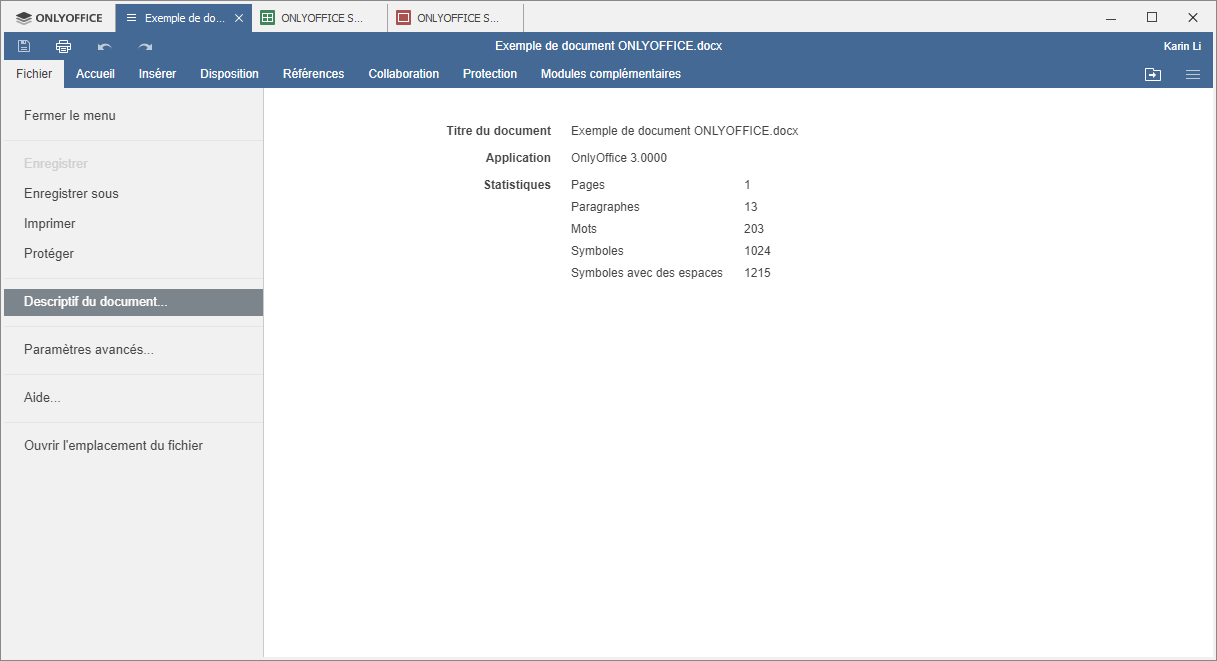 ONLYOFFICE Exemple de do... ONLYOFFICE S... ONLYOFFICE S...
Exemple de document ONLYOFFICE.docx Karin Li
Fichier Accueil Insérer Disposition Références Collaboration Protection Modules complémentaires
Fermer le menu
Enregistrer
Enregistrer sous
Imprimer
Protéger
Descriptif du document...
Paramètres avancés...
Aide...
Ouvrir l'emplacement du fichier
Titre du document Exemple de document ONLYOFFICE.docx
Application OnlyOffice 3.0000
Statistiques Pages 1
Paragraphes 13
Mots 203
Symboles 1024
Symboles avec des espaces 1215